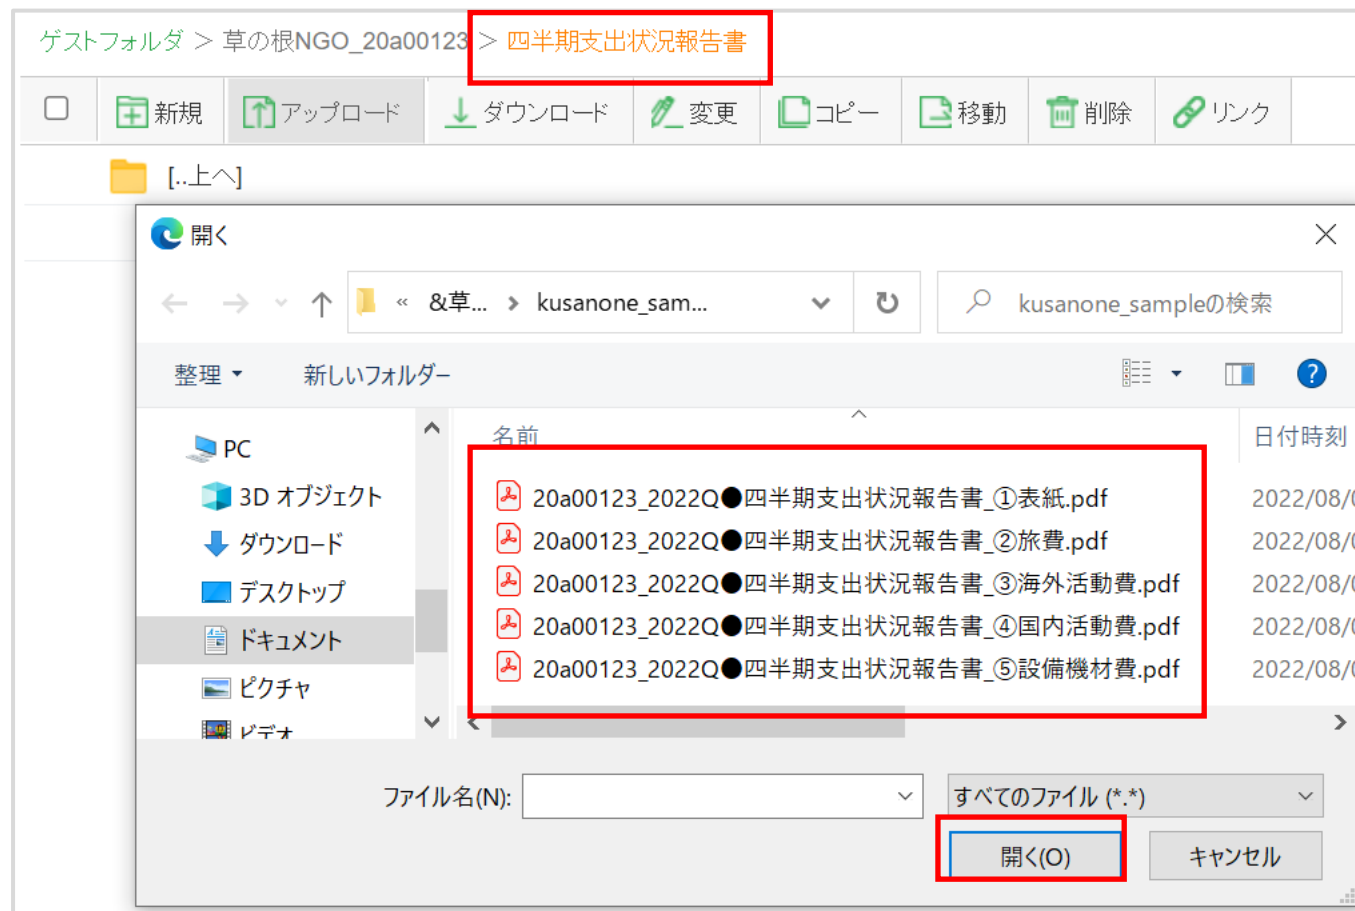 ゲストフォルダ > 草の根NGO_20a00123 > 四半期支出状況報告書
新規 アップロード ダウンロード 変更 コピー 移動 削除 リンク
[..上へ]
開く
« &草... › kusanone_sam... kusanone_sampleの検索
整理 新しいフォルダー
名前 日付時刻
PC
3D オブジェクト
ダウンロード
デスクトップ
ドキュメント
ピクチャ
ビデオ
20a00123_2022Q●四半期支出状況報告書_①表紙.pdf 2022/08/0
20a00123_2022Q●四半期支出状況報告書_②旅費.pdf 2022/08/0
20a00123_2022Q●四半期支出状況報告書_③海外活動費.pdf 2022/08/0
20a00123_2022Q●四半期支出状況報告書_④国内活動費.pdf 2022/08/0
20a00123_2022Q●四半期支出状況報告書_⑤設備機材費.pdf 2022/08/0
ファイル名(N): すべてのファイル (*.*)
開く(O) キャンセル